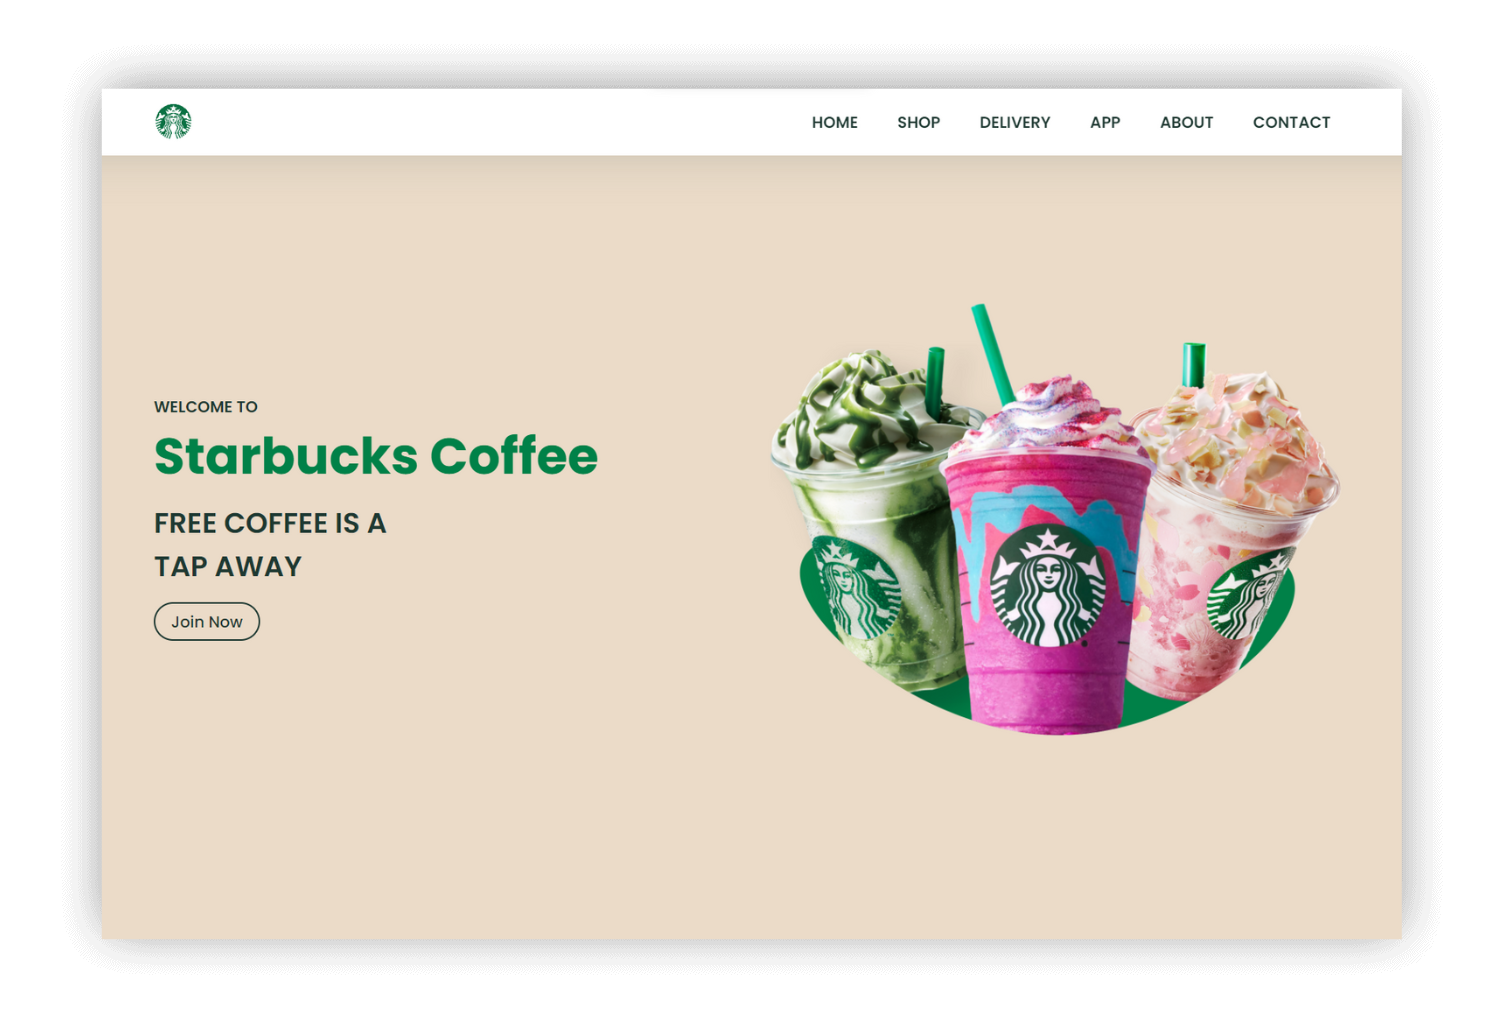 HOME SHOP DELIVERY APP ABOUT CONTACT
WELCOME TO
Starbucks Coffee
FREE COFFEE IS A
TAP AWAY
Join Now